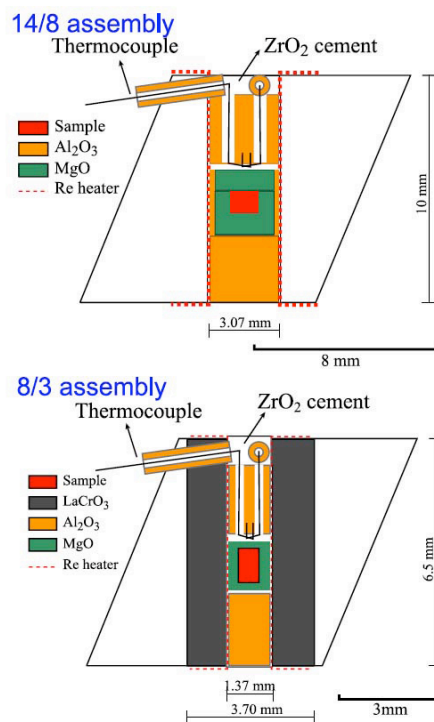 14/8 assembly
Thermocouple
ZrO₂ cement
Sample
Al₂O₃
MgO
Re heater
10 mm
3.07 mm
8 mm
8/3 assembly
Thermocouple
ZrO₂ cement
Sample
LaCrO₃
Al₂O₃
MgO
Re heater
6.5 mm
1.37 mm
3.70 mm
3mm